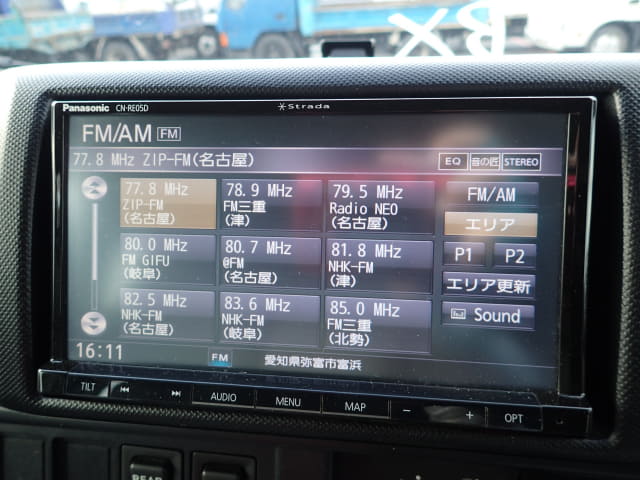 Panasonic CN-RE05D Strada
FM/AM FM
77.8 MHz ZIP-FM(名古屋) EQ 音の匠 STEREO
77.8 MHz
ZIP-FM
(名古屋)
78.9 MHz
FM三重
(津)
79.5 MHz
Radio NEO
(名古屋)
FM/AM
エリア
80.0 MHz
FM GIFU
(岐阜)
80.7 MHz
@FM
(名古屋)
81.8 MHz
NHK-FM
(津)
P1 P2
エリア更新
82.5 MHz
NHK-FM
(名古屋)
83.6 MHz
NHK-FM
(岐阜)
85.0 MHz
FM三重
(北勢)
Sound
16:11 FM 愛知県弥富市富浜
TILT AUDIO MENU MAP - + OPT
REAR